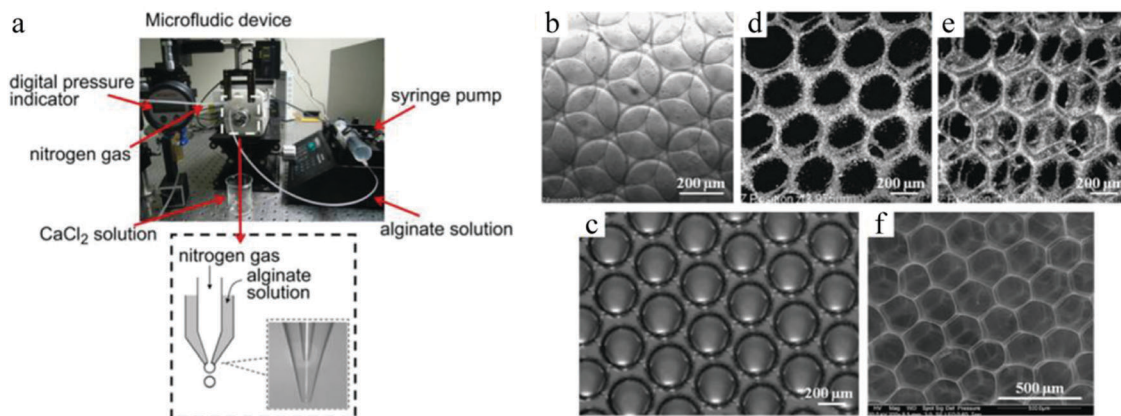 a
Microfludic device
digital pressure
indicator
nitrogen gas
syringe pump
CaCl₂ solution
alginate solution
nitrogen gas
alginate
solution
b
200 μm
d
200 μm
e
200 μm
c
200 μm
f
500 μm